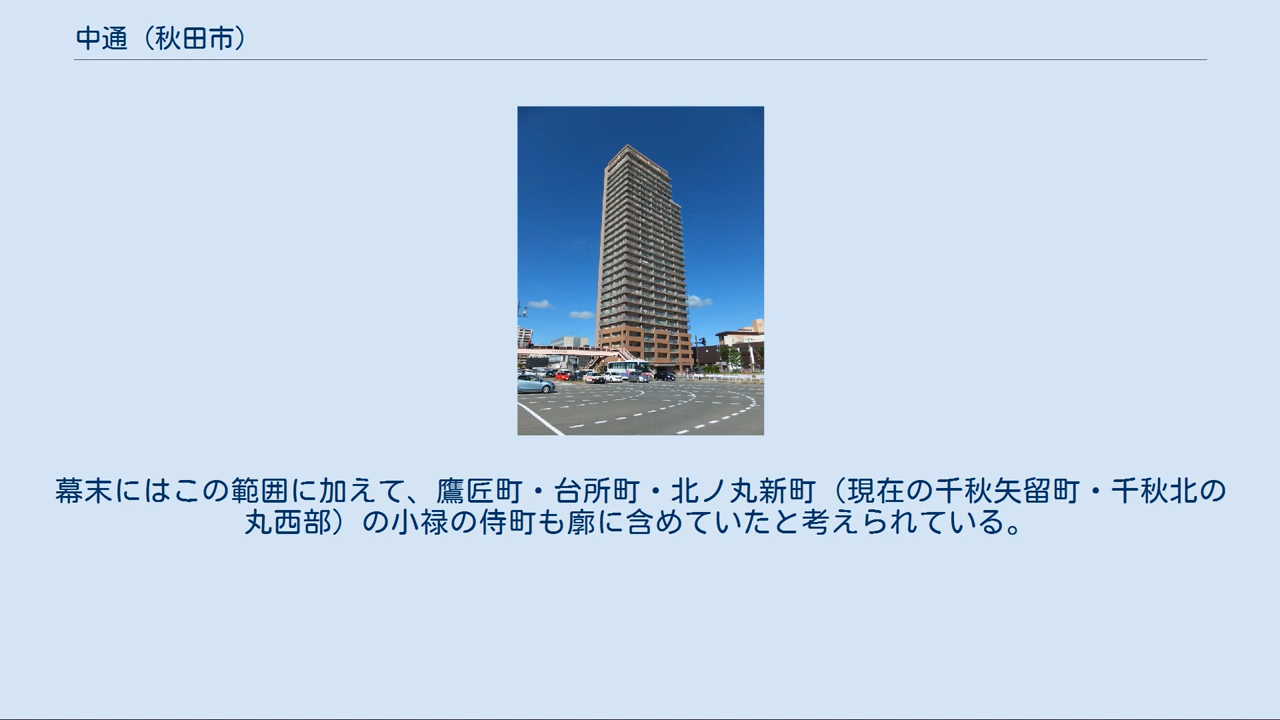 中通（秋田市）
幕末にはこの範囲に加えて、鷹匠町・台所町・北ノ丸新町（現在の千秋矢留町・千秋北の
丸西部）の小禄の侍町も廓に含めていたと考えられている。